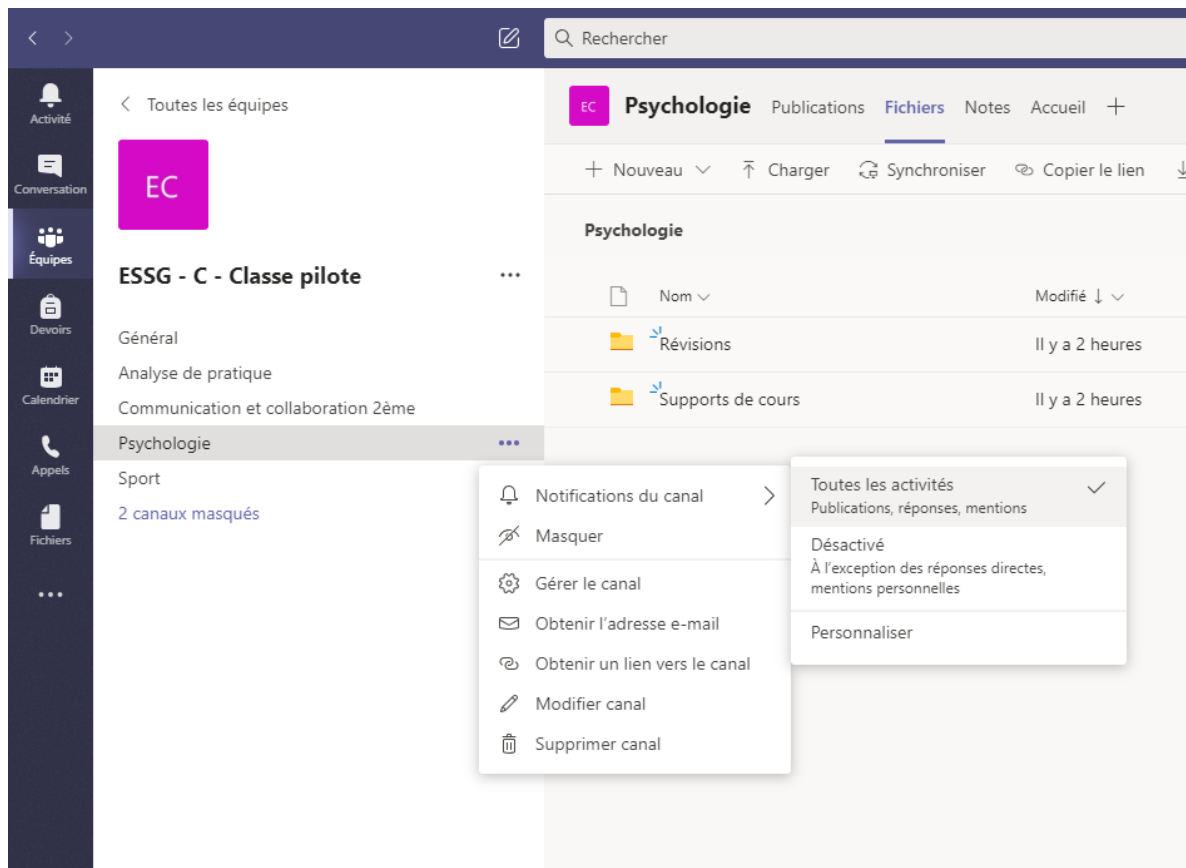 Rechercher
Activité
Conversation
Équipes
Devoirs
Calendrier
Appels
Fichiers
Toutes les équipes
EC
ESSG - C - Classe pilote
Général
Analyse de pratique
Communication et collaboration 2ème
Psychologie
Sport
2 canaux masqués
EC Psychologie Publications Fichiers Notes Accueil
Nouveau Charger Synchroniser Copier le lien
Psychologie
Nom Modifié
Révisions Il y a 2 heures
Supports de cours Il y a 2 heures
Notifications du canal
Masquer
Gérer le canal
Obtenir l'adresse e-mail
Obtenir un lien vers le canal
Modifier canal
Supprimer canal
Toutes les activités
Publications, réponses, mentions
Désactivé
À l'exception des réponses directes,
mentions personnelles
Personnaliser